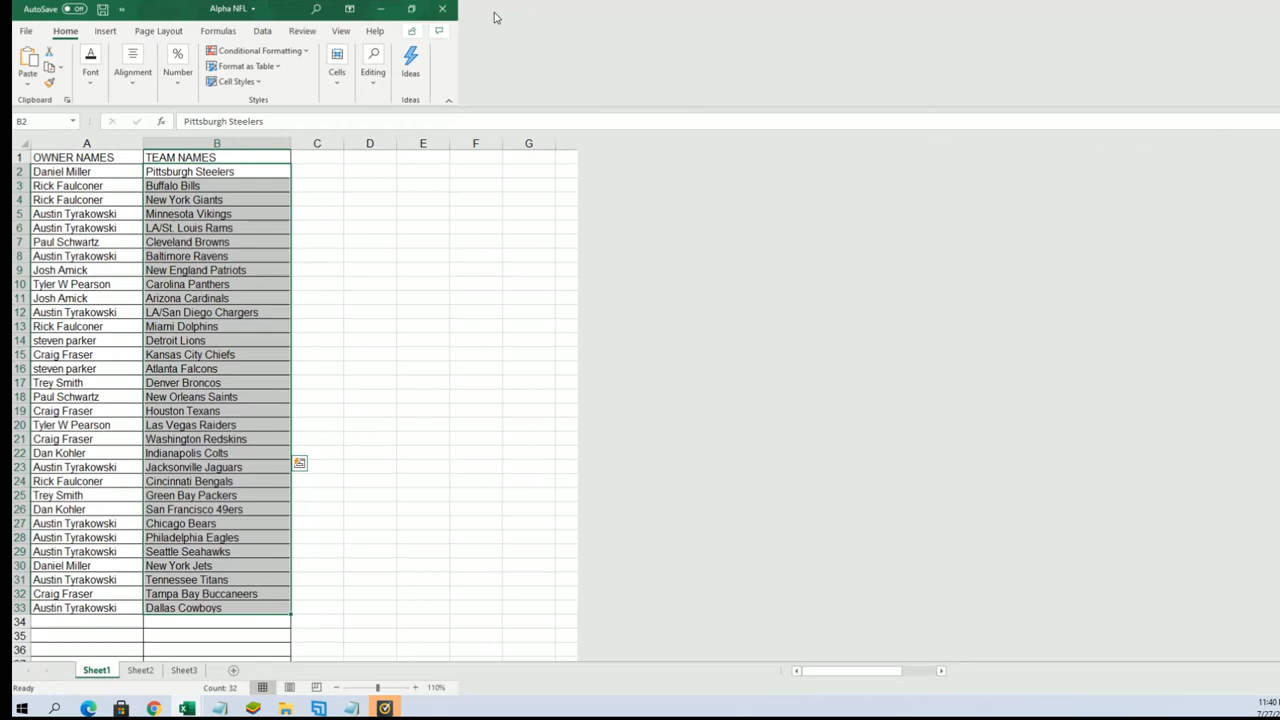 AutoSave Off » Alpha NFL
File Home Insert Page Layout Formulas Data Review View Help
Paste Font Alignment Number Conditional Formatting Format as Table Cell Styles Cells Editing Ideas
Clipboard Styles Ideas
B2 fx Pittsburgh Steelers
A B C D E F G
1 OWNER NAMES TEAM NAMES
2 Daniel Miller Pittsburgh Steelers
3 Rick Faulconer Buffalo Bills
4 Rick Faulconer New York Giants
5 Austin Tyrakowski Minnesota Vikings
6 Austin Tyrakowski LA/St. Louis Rams
7 Paul Schwartz Cleveland Browns
8 Austin Tyrakowski Baltimore Ravens
9 Josh Amick New England Patriots
10 Tyler W Pearson Carolina Panthers
11 Josh Amick Arizona Cardinals
12 Austin Tyrakowski LA/San Diego Chargers
13 Rick Faulconer Miami Dolphins
14 steven parker Detroit Lions
15 Craig Fraser Kansas City Chiefs
16 steven parker Atlanta Falcons
17 Trey Smith Denver Broncos
18 Paul Schwartz New Orleans Saints
19 Craig Fraser Houston Texans
20 Tyler W Pearson Las Vegas Raiders
21 Craig Fraser Washington Redskins
22 Dan Kohler Indianapolis Colts
23 Austin Tyrakowski Jacksonville Jaguars
24 Rick Faulconer Cincinnati Bengals
25 Trey Smith Green Bay Packers
26 Dan Kohler San Francisco 49ers
27 Austin Tyrakowski Chicago Bears
28 Austin Tyrakowski Philadelphia Eagles
29 Austin Tyrakowski Seattle Seahawks
30 Daniel Miller New York Jets
31 Austin Tyrakowski Tennessee Titans
32 Craig Fraser Tampa Bay Buccaneers
33 Austin Tyrakowski Dallas Cowboys
34
35
36
Sheet1 Sheet2 Sheet3
Ready Count: 32 110%
11:40
7/27/2